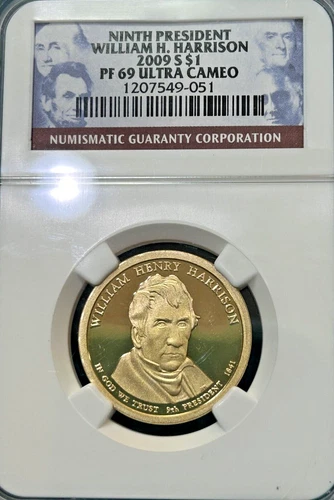 NINTH PRESIDENT
WILLIAM H. HARRISON
2009 S $1
PF 69 ULTRA CAMEO
1207549-051
NUMISMATIC GUARANTY CORPORATION
WILLIAM HENRY HARRISON
IN GOD WE TRUST 9th PRESIDENT 1841